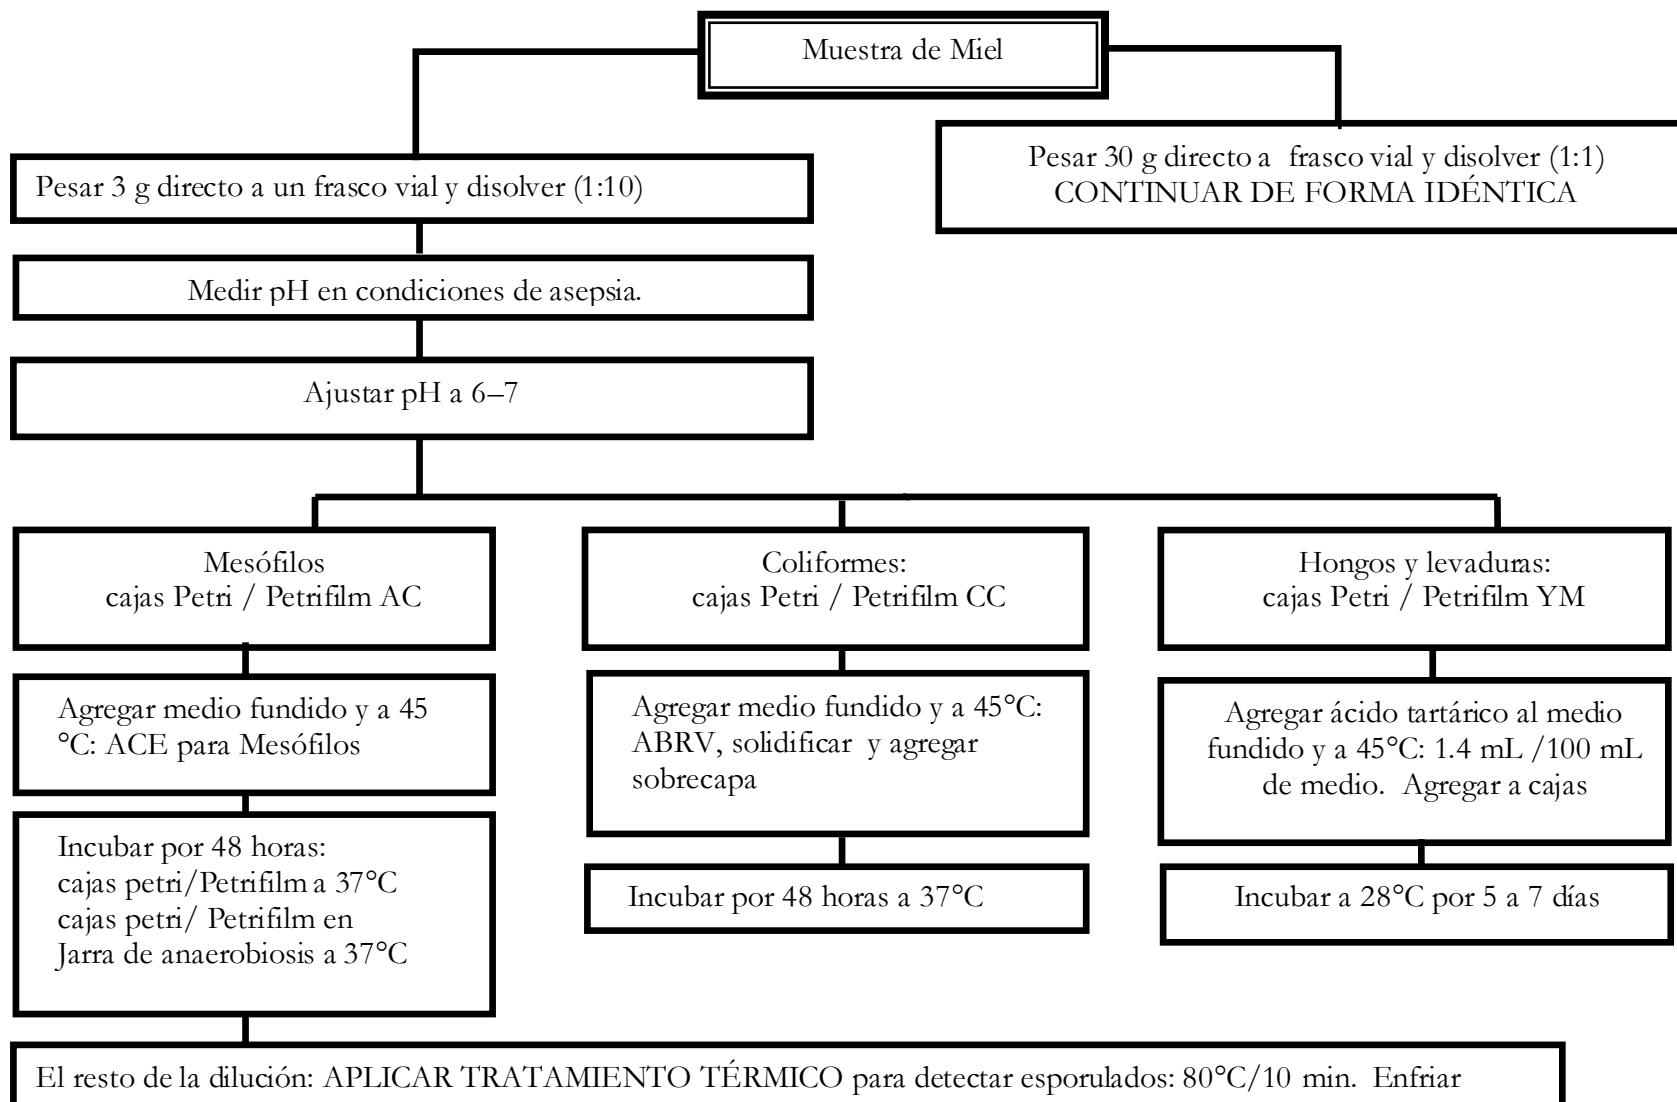 Muestra de Miel
Pesar 3 g directo a un frasco vial y disolver (1:10)
Pesar 30 g directo a  frasco vial y disolver (1:1)
CONTINUAR DE FORMA IDÉNTICA
Medir pH en condiciones de asepsia.
Ajustar pH a 6–7
Mesófilos
cajas Petri / Petrifilm AC
Agregar medio fundido y a 45
°C: ACE para Mesófilos
Incubar por 48 horas:
cajas petri/Petrifilm a 37°C
cajas petri/ Petrifilm en
Jarra de anaerobiosis a 37°C
Coliformes:
cajas Petri / Petrifilm CC
Agregar medio fundido y a 45°C:
ABRV, solidificar  y agregar
sobrecapa
Incubar por 48 horas a 37°C
Hongos y levaduras:
cajas Petri / Petrifilm YM
Agregar ácido tartárico al medio
fundido y a 45°C: 1.4 mL /100 mL
de medio.  Agregar a cajas
Incubar a 28°C por 5 a 7 días
El resto de la dilución: APLICAR TRATAMIENTO TÉRMICO para detectar esporulados: 80°C/10 min.  Enfriar